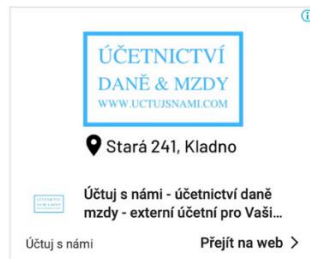 ÚČETNICTVÍ
DANĚ & MZDY
WWW.UCTUJSNAMI.COM
Stará 241, Kladno
Účtuj s námi - účetnictví daně
mzdy - externí účetní pro Vaši...
Účtuj s námi
Přejít na web